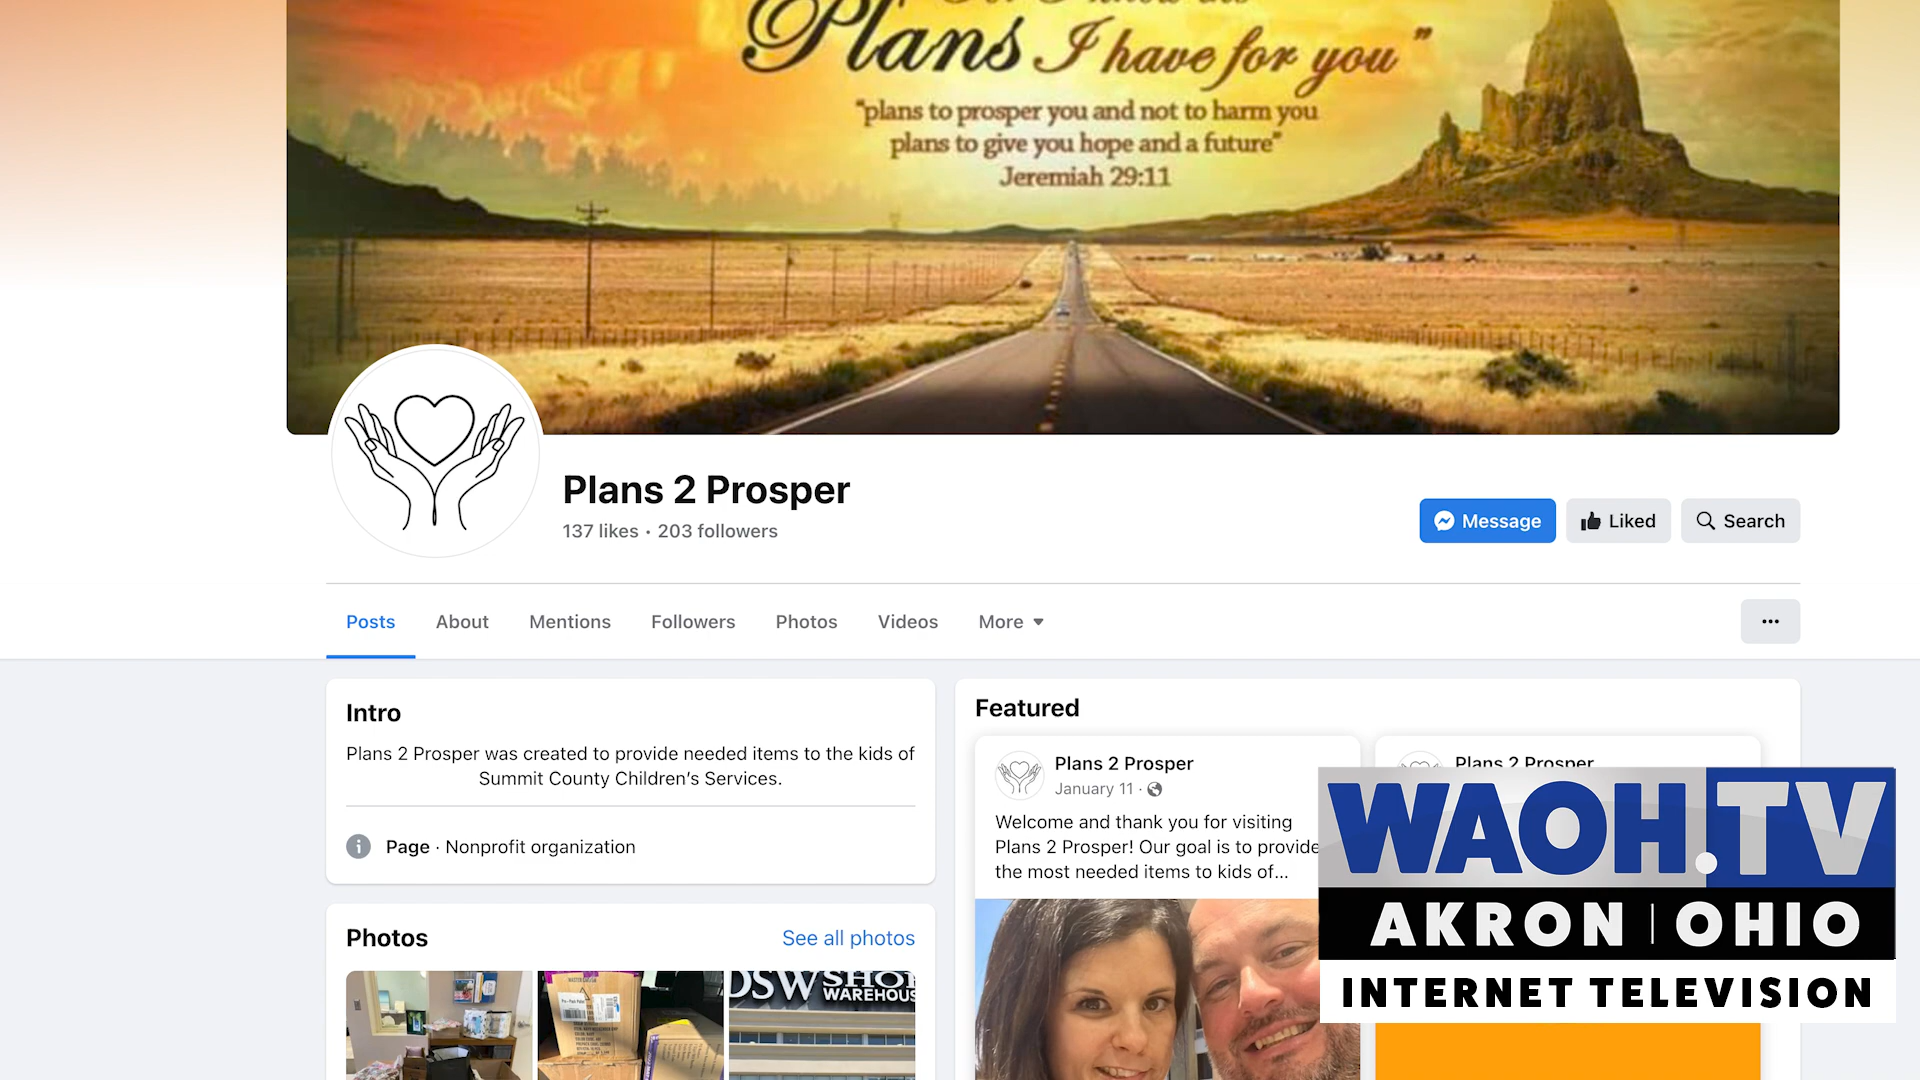 Plans I have for you"
"plans to prosper you and not to harm you
plans to give you hope and a future"
Jeremiah 29:11
Plans 2 Prosper
137 likes · 203 followers
Message
Liked
Search
Posts
About
Mentions
Followers
Photos
Videos
More
Intro
Plans 2 Prosper was created to provide needed items to the kids of
Summit County Children's Services.
Page · Nonprofit organization
Photos
See all photos
DSW SHOE
WAREHOUS
Featured
Plans 2 Prosper
January 11 ·
Welcome and thank you for visiting
Plans 2 Prosper! Our goal is to provide
the most needed items to kids of...
Plans 2 Prosper
WAOH.TV
AKRON | OHIO
INTERNET TELEVISION